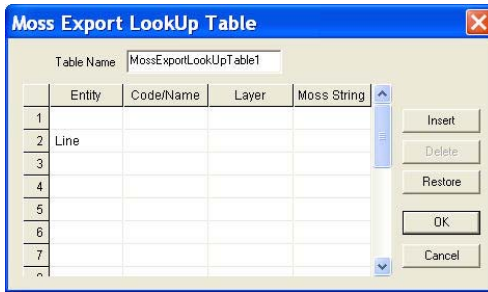 Moss Export LookUp Table
Table Name MossExportLookUpTable1
Entity Code/Name Layer Moss String
1
Insert
2 Line
Delete
3
4
Restore
5
6
OK
7
Cancel